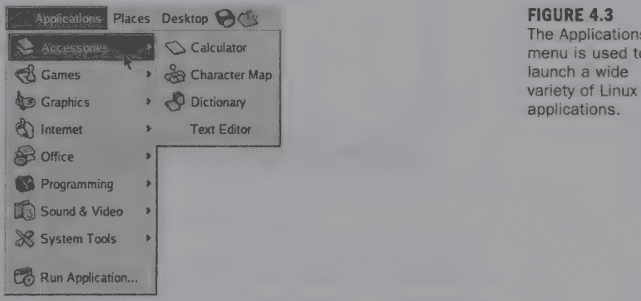 Applications Places Desktop
Accessories
Games
Graphics
Internet
Office
Programming
Sound & Video
System Tools
Run Application...
Calculator
Character Map
Dictionary
Text Editor
FIGURE 4.3
The Applications
menu is used to
launch a wide
variety of Linux
applications.